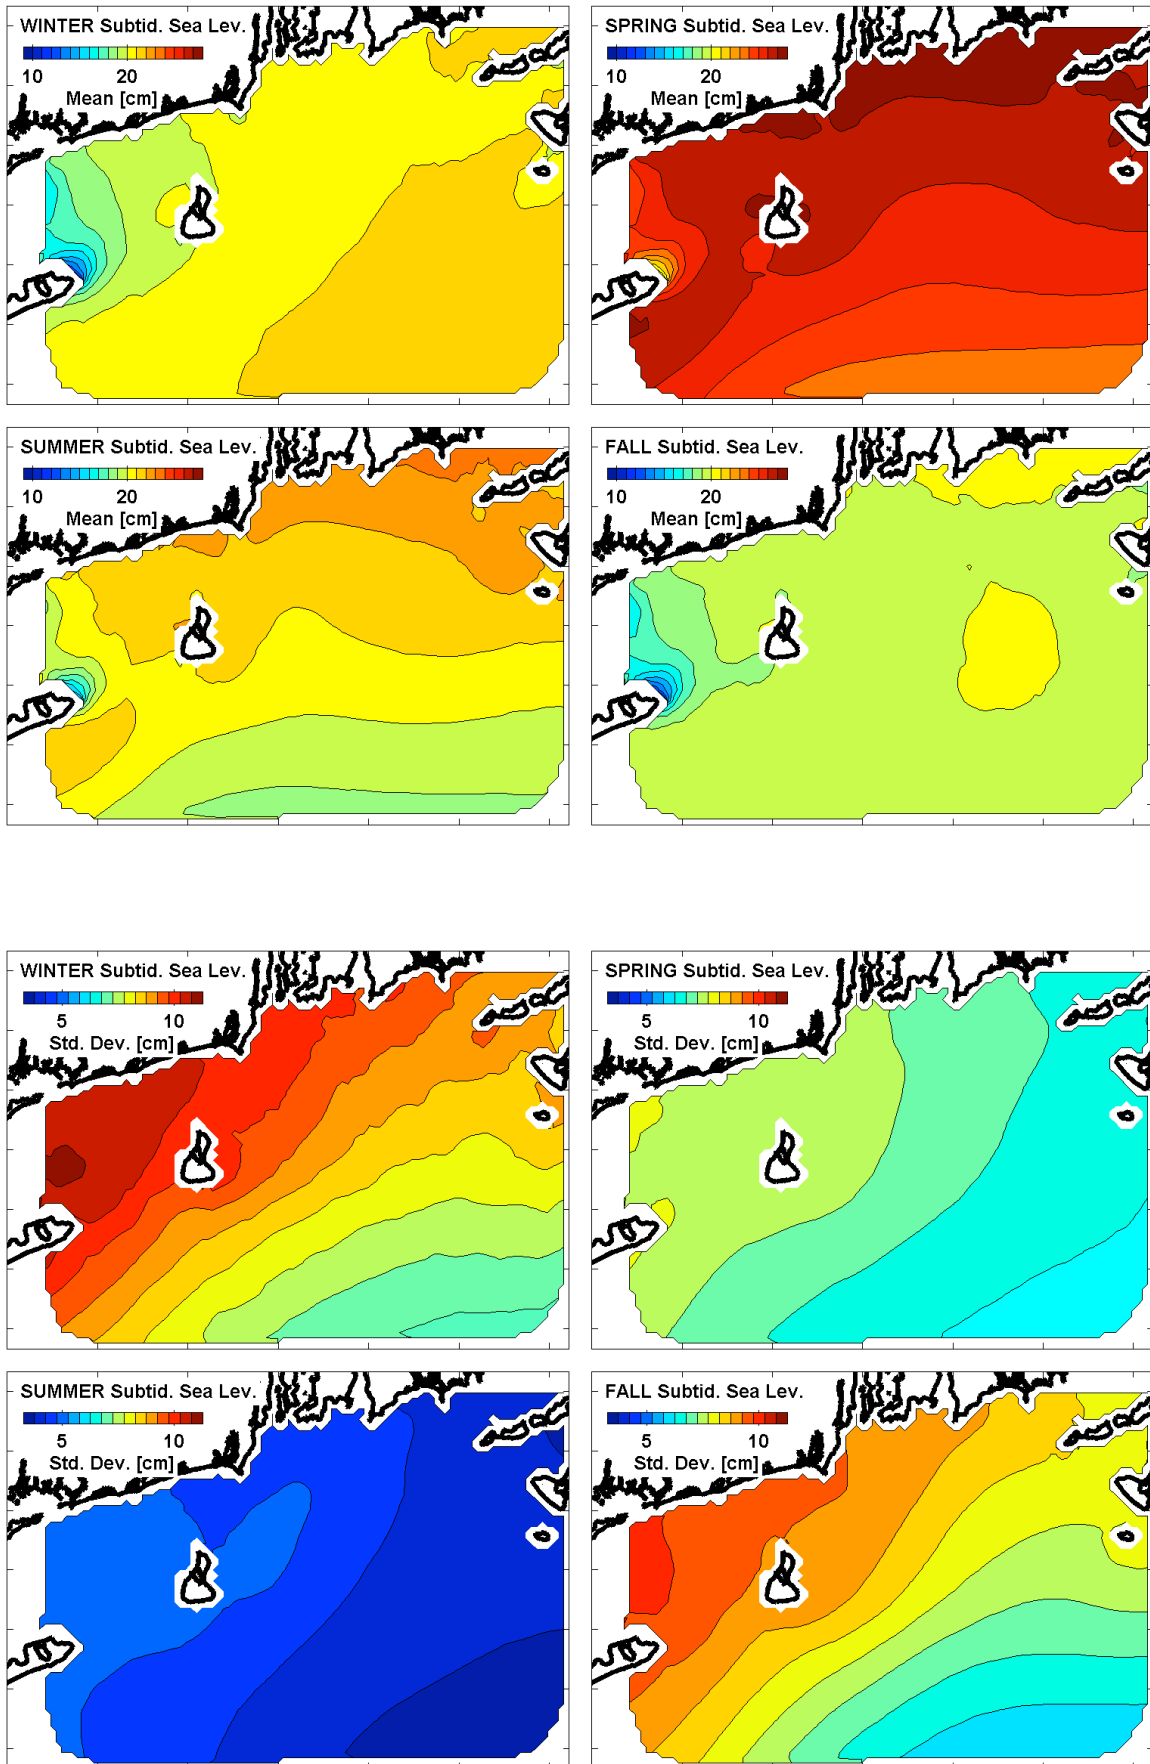 WINTER Subtid. Sea Lev.
10 20
Mean [cm]
SPRING Subtid. Sea Lev.
10 20
Mean [cm]
SUMMER Subtid. Sea Lev.
10 20
Mean [cm]
FALL Subtid. Sea Lev.
10 20
Mean [cm]
WINTER Subtid. Sea Lev.
5 10
Std. Dev. [cm]
SPRING Subtid. Sea Lev.
5 10
Std. Dev. [cm]
SUMMER Subtid. Sea Lev.
5 10
Std. Dev. [cm]
FALL Subtid. Sea Lev.
5 10
Std. Dev. [cm]